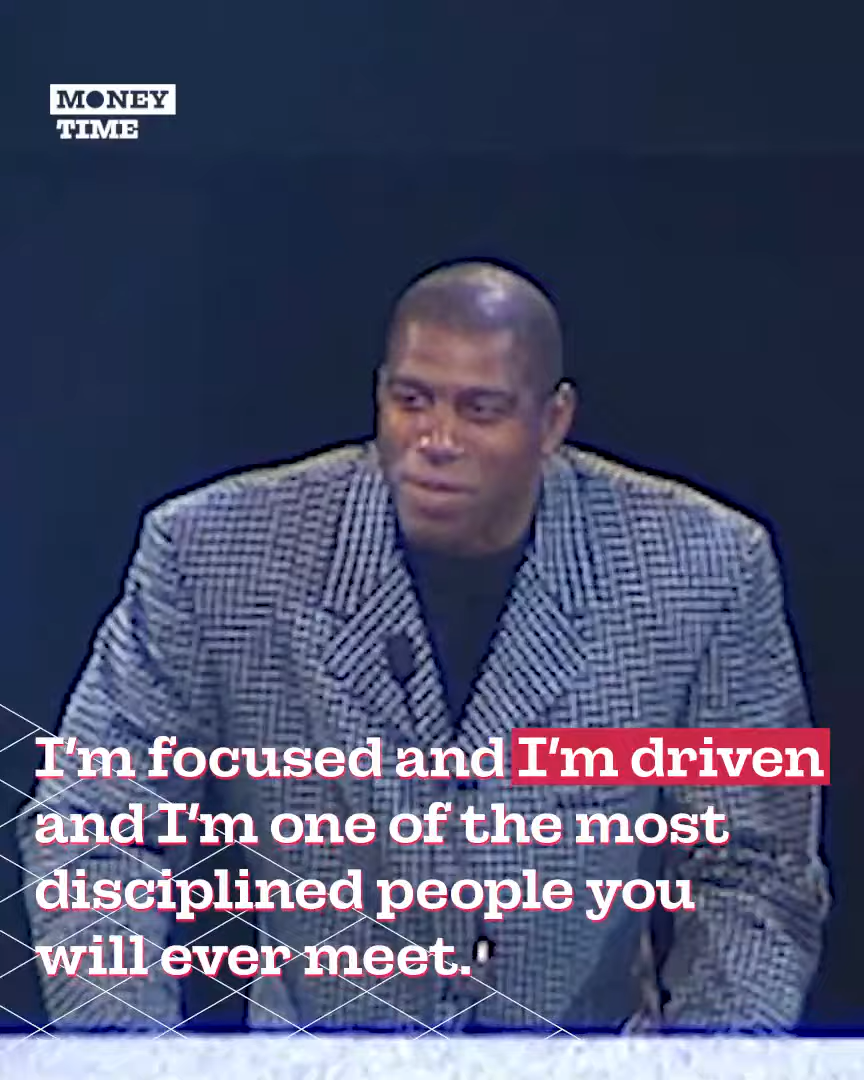 MONEY
TIME
I'm focused and I'm driven
and I'm one of the most
disciplined people you
will ever meet.